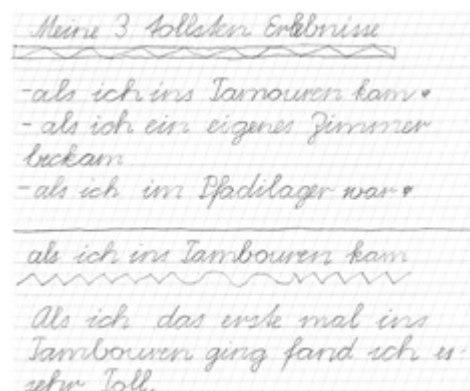 Meine 3 tollsten Erlebnisse
-als ich ins Tamouren kam.
-als ich ein eigenes Zimmer
bekam
-als ich im Pfadilager war.
als ich ins Tambouren kam
Als ich das erste mal ins
Tambouren ging fand ich es
sehr Toll.